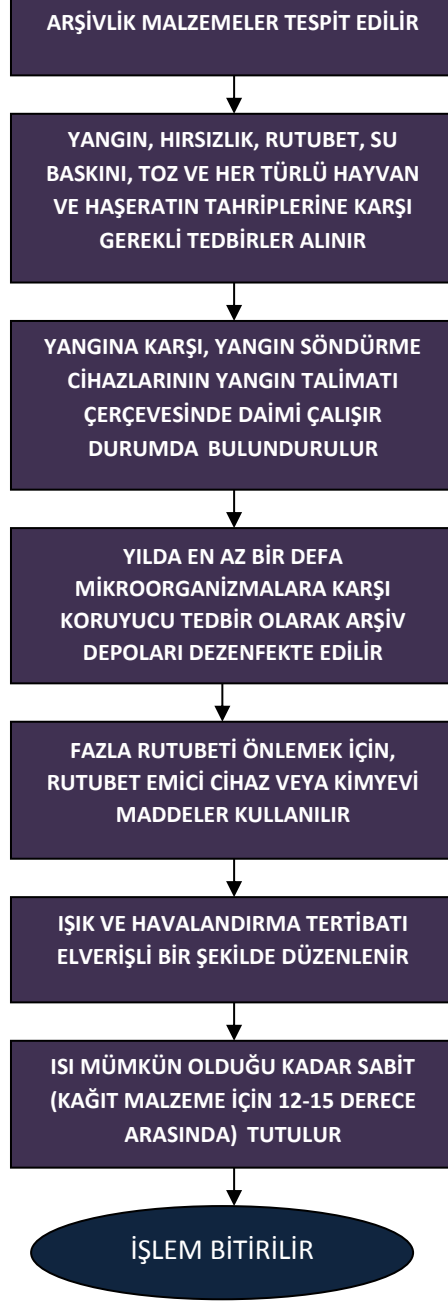 ARŞİVLİK MALZEMELER TESPİT EDİLİR
YANGIN, HIRSIZLIK, RUTUBET, SU
BASKINI, TOZ VE HER TÜRLÜ HAYVAN
VE HAŞERATIN TAHRİPLERİNE KARŞI
GEREKLİ TEDBİRLER ALINIR
YANGINA KARŞI, YANGIN SÖNDÜRME
CİHAZLARININ YANGIN TALİMATI
ÇERÇEVESİNDE DAİMİ ÇALIŞIR
DURUMDA BULUNDURULUR
YILDA EN AZ BİR DEFA
MİKROORGANİZMALARA KARŞI
KORUYUCU TEDBİR OLARAK ARŞİV
DEPOLARI DEZENFEKTE EDİLİR
FAZLA RUTUBETİ ÖNLEMEK İÇİN,
RUTUBET EMİCİ CİHAZ VEYA KİMYEVİ
MADDELER KULLANILIR
IŞIK VE HAVALANDIRMA TERTİBATI
ELVERİŞLİ BİR ŞEKİLDE DÜZENLENİR
ISI MÜMKÜN OLDUĞU KADAR SABİT
(KAĞIT MALZEME İÇİN 12-15 DERECE
ARASINDA) TUTULUR
İŞLEM BİTİRİLİR